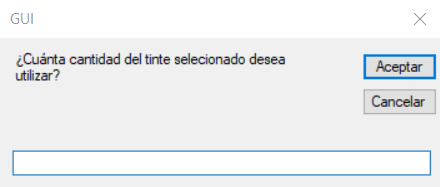 GUI
¿Cuánta cantidad del tinte selecionado desea
utilizar?
Aceptar
Cancelar